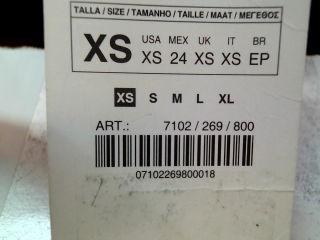 TALLA / SIZE / TAMANHO / TAILLE / MAAT / ΜΕΓΕΘΟΣ
XS USA MEX UK IT BR
XS 24 XS XS EP
XS S M L XL
ART.: 7102 / 269 / 800
07102269800018